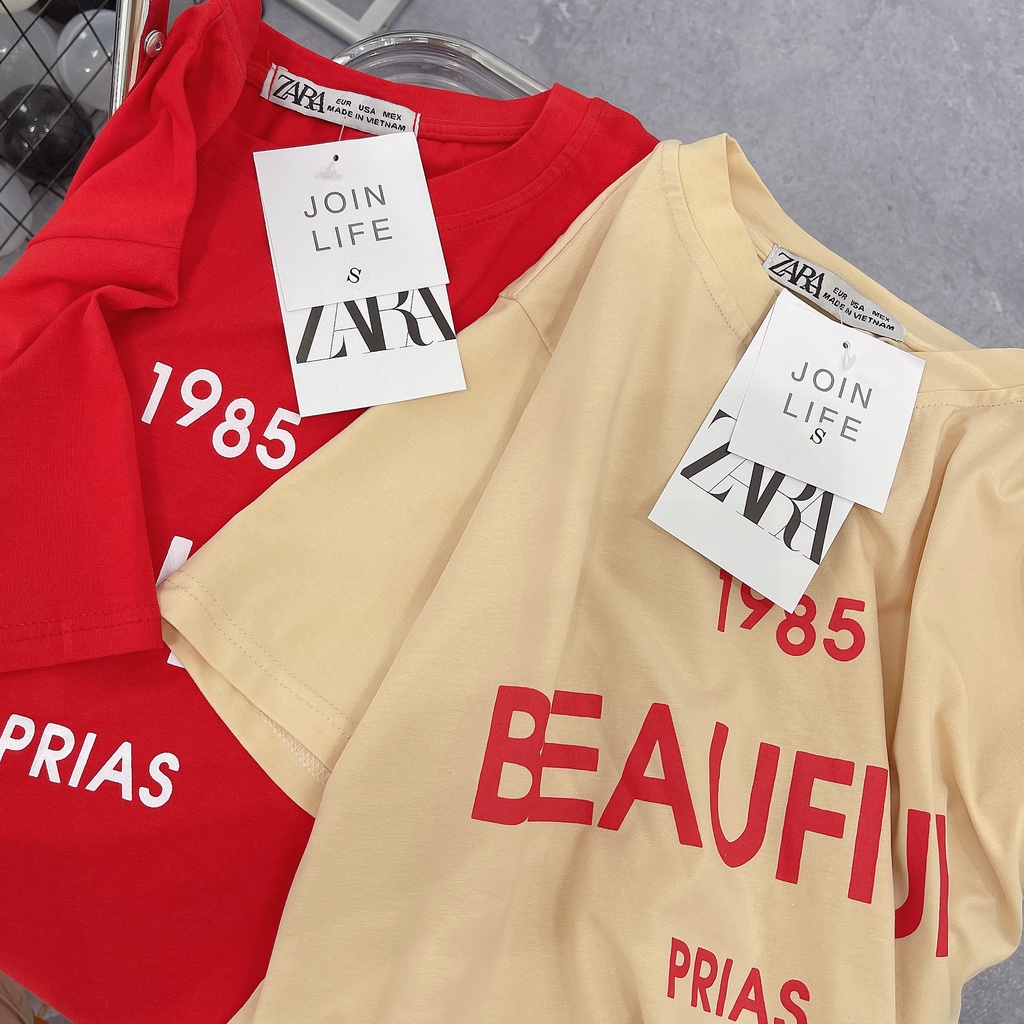 ZARA
EUR USA MEX
MADE IN VIETNAM
JOIN
LIFE
S
ZARA
1985
PRIAS
ZARA
EUR USA MEX
MADE IN VIETNAM
JOIN
LIFE
S
ZARA
1985
BEAUFIUI
PRIAS